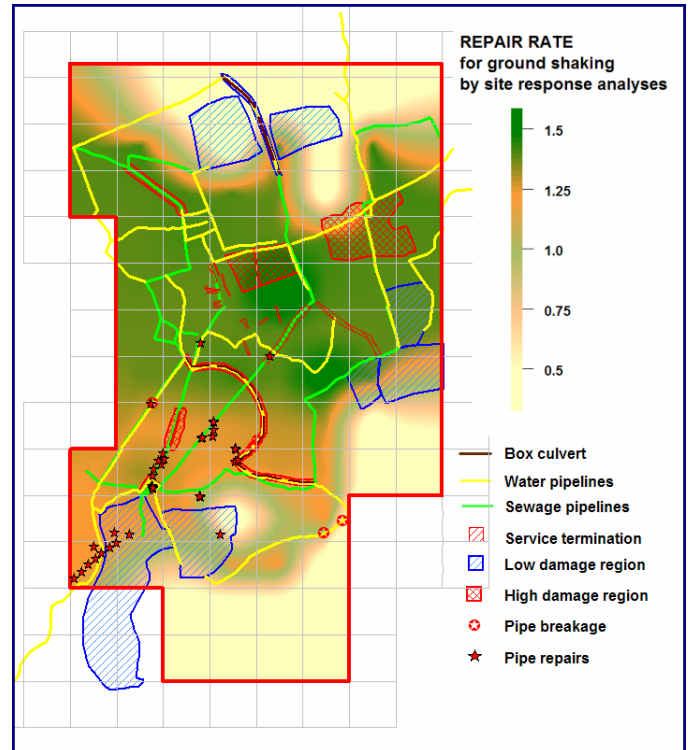 REPAIR RATE
for ground shaking
by site response analyses
1.5
1.25
1.0
0.75
0.5
Box culvert
Water pipelines
Sewage pipelines
Service termination
Low damage region
High damage region
Pipe breakage
Pipe repairs